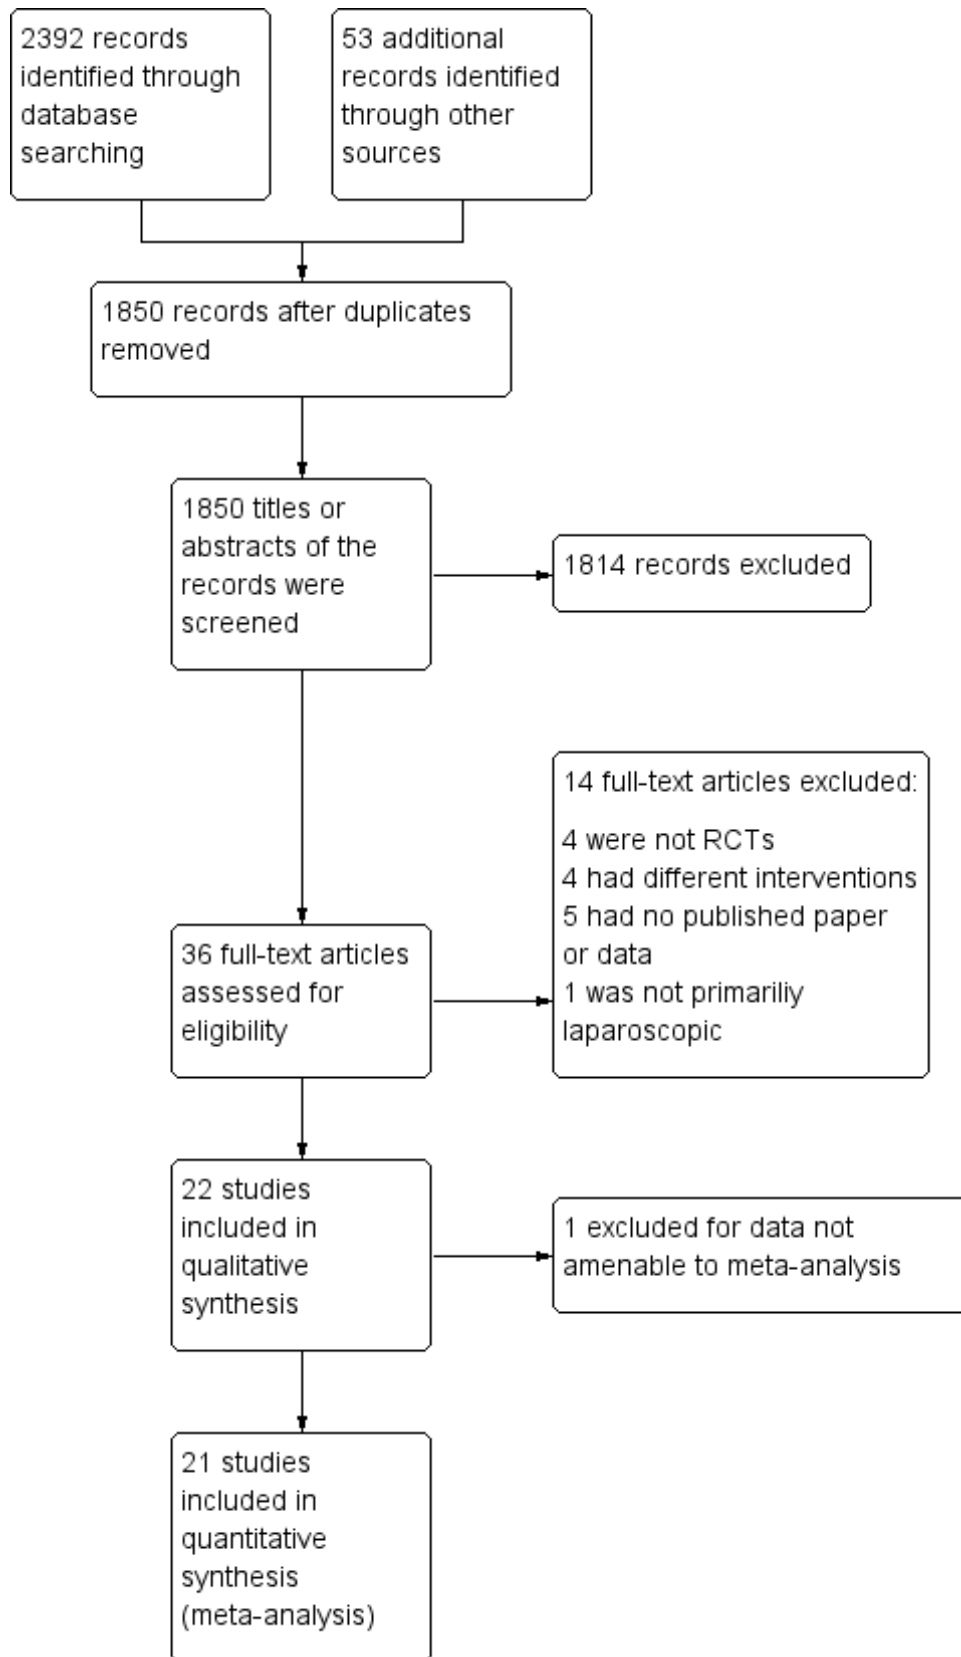 2392 records
identified through
database
searching
53 additional
records identified
through other
sources
1850 records after duplicates
removed
1850 titles or
abstracts of the
records were
screened
1814 records excluded
36 full-text articles
assessed for
eligibility
14 full-text articles excluded:
4 were not RCTs
4 had different interventions
5 had no published paper
or data
1 was not primariliy
laparoscopic
22 studies
included in
qualitative
synthesis
1 excluded for data not
amenable to meta-analysis
21 studies
included in
quantitative
synthesis
(meta-analysis)